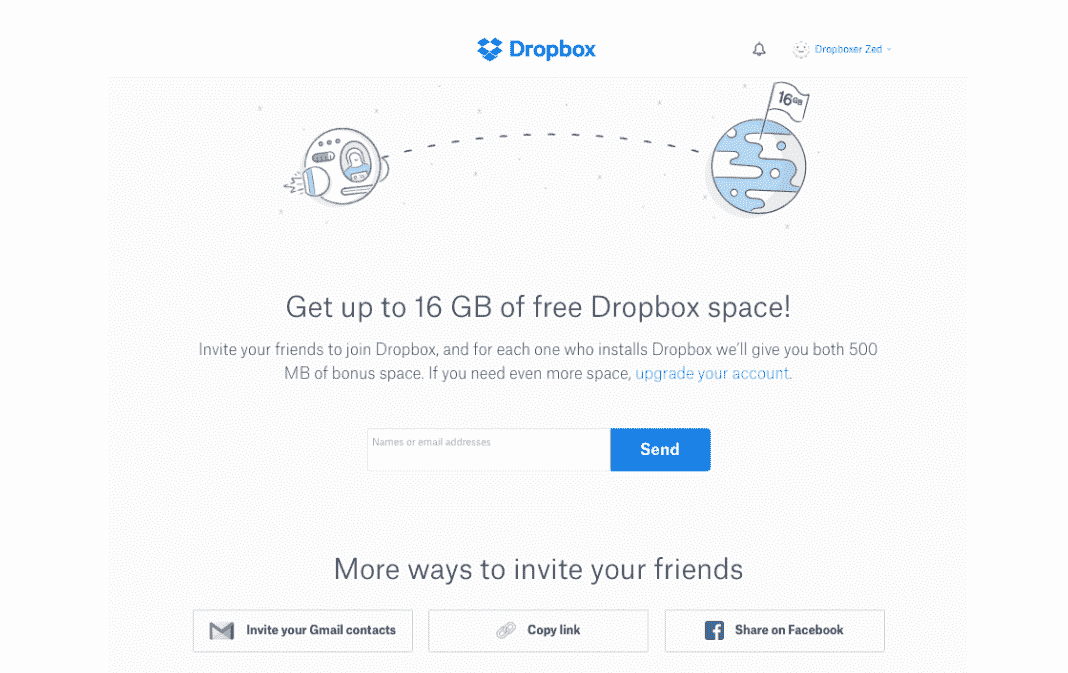 Dropbox
Dropboxer Zed
16GB
Get up to 16 GB of free Dropbox space!
Invite your friends to join Dropbox, and for each one who installs Dropbox we'll give you both 500
MB of bonus space. If you need even more space, upgrade your account.
Names or email addresses
Send
More ways to invite your friends
Invite your Gmail contacts
Copy link
Share on Facebook